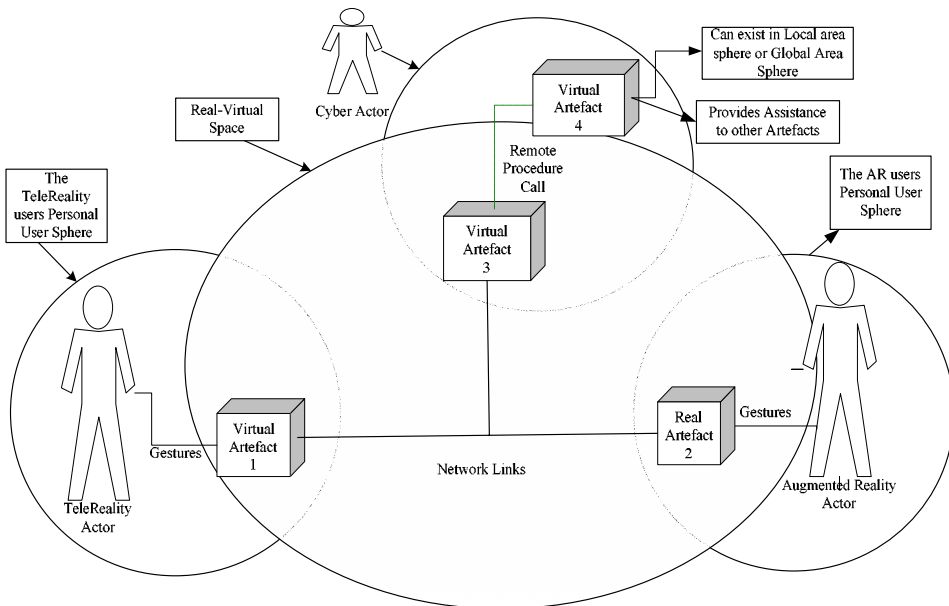 Can exist in Local area
sphere or Global Area
Sphere
Virtual
Artefact
4
Cyber Actor
Real-Virtual
Space
Provides Assistance
to other Artefacts
Remote
Procedure
Call
The
TeleReality
users Personal
User Sphere
The AR users
Personal User
Sphere
Virtual
Artefact
3
Gestures
Virtual
Artefact
1
Real
Artefact
2
Gestures
Network Links
TeleReality
Actor
Augmented Reality
Actor